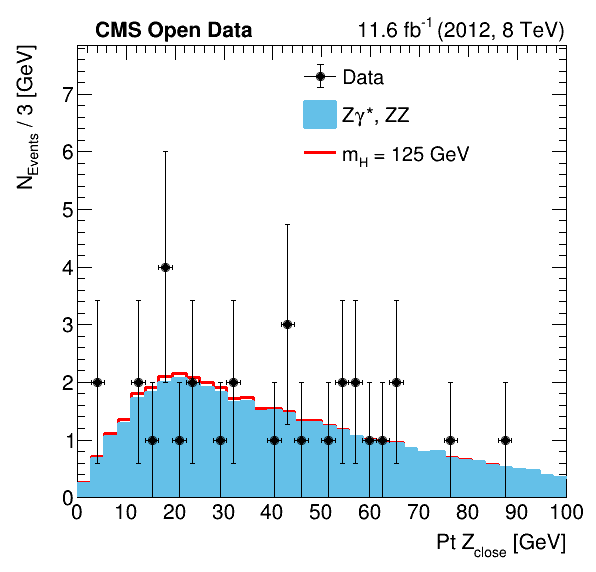 CMS Open Data 11.6 fb⁻¹ (2012, 8 TeV)
N_Events / 3 [GeV]
Data
Zγ*, ZZ
m_H = 125 GeV
7
6
5
4
3
2
1
0
0 10 20 30 40 50 60 70 80 90 100
Pt Z_close [GeV]